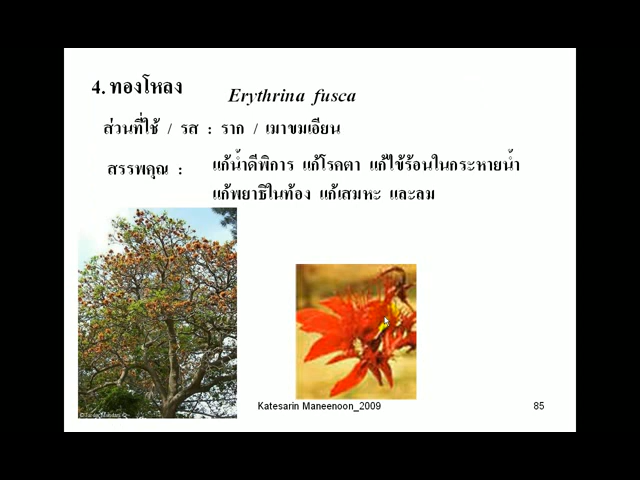 4. ทองโหลง
Erythrina fusca
ส่วนที่ใช้ / รส : ราก / เมาขมเอียน
สรรพคุณ :
แก้น้ำดีพิการ แก้โรคตา แก้ไข้ร้อนในกระหายน้ำ
แก้พยาธิในท้อง แก้เสมหะ และลม
Katesarin Maneenoon_2009
85